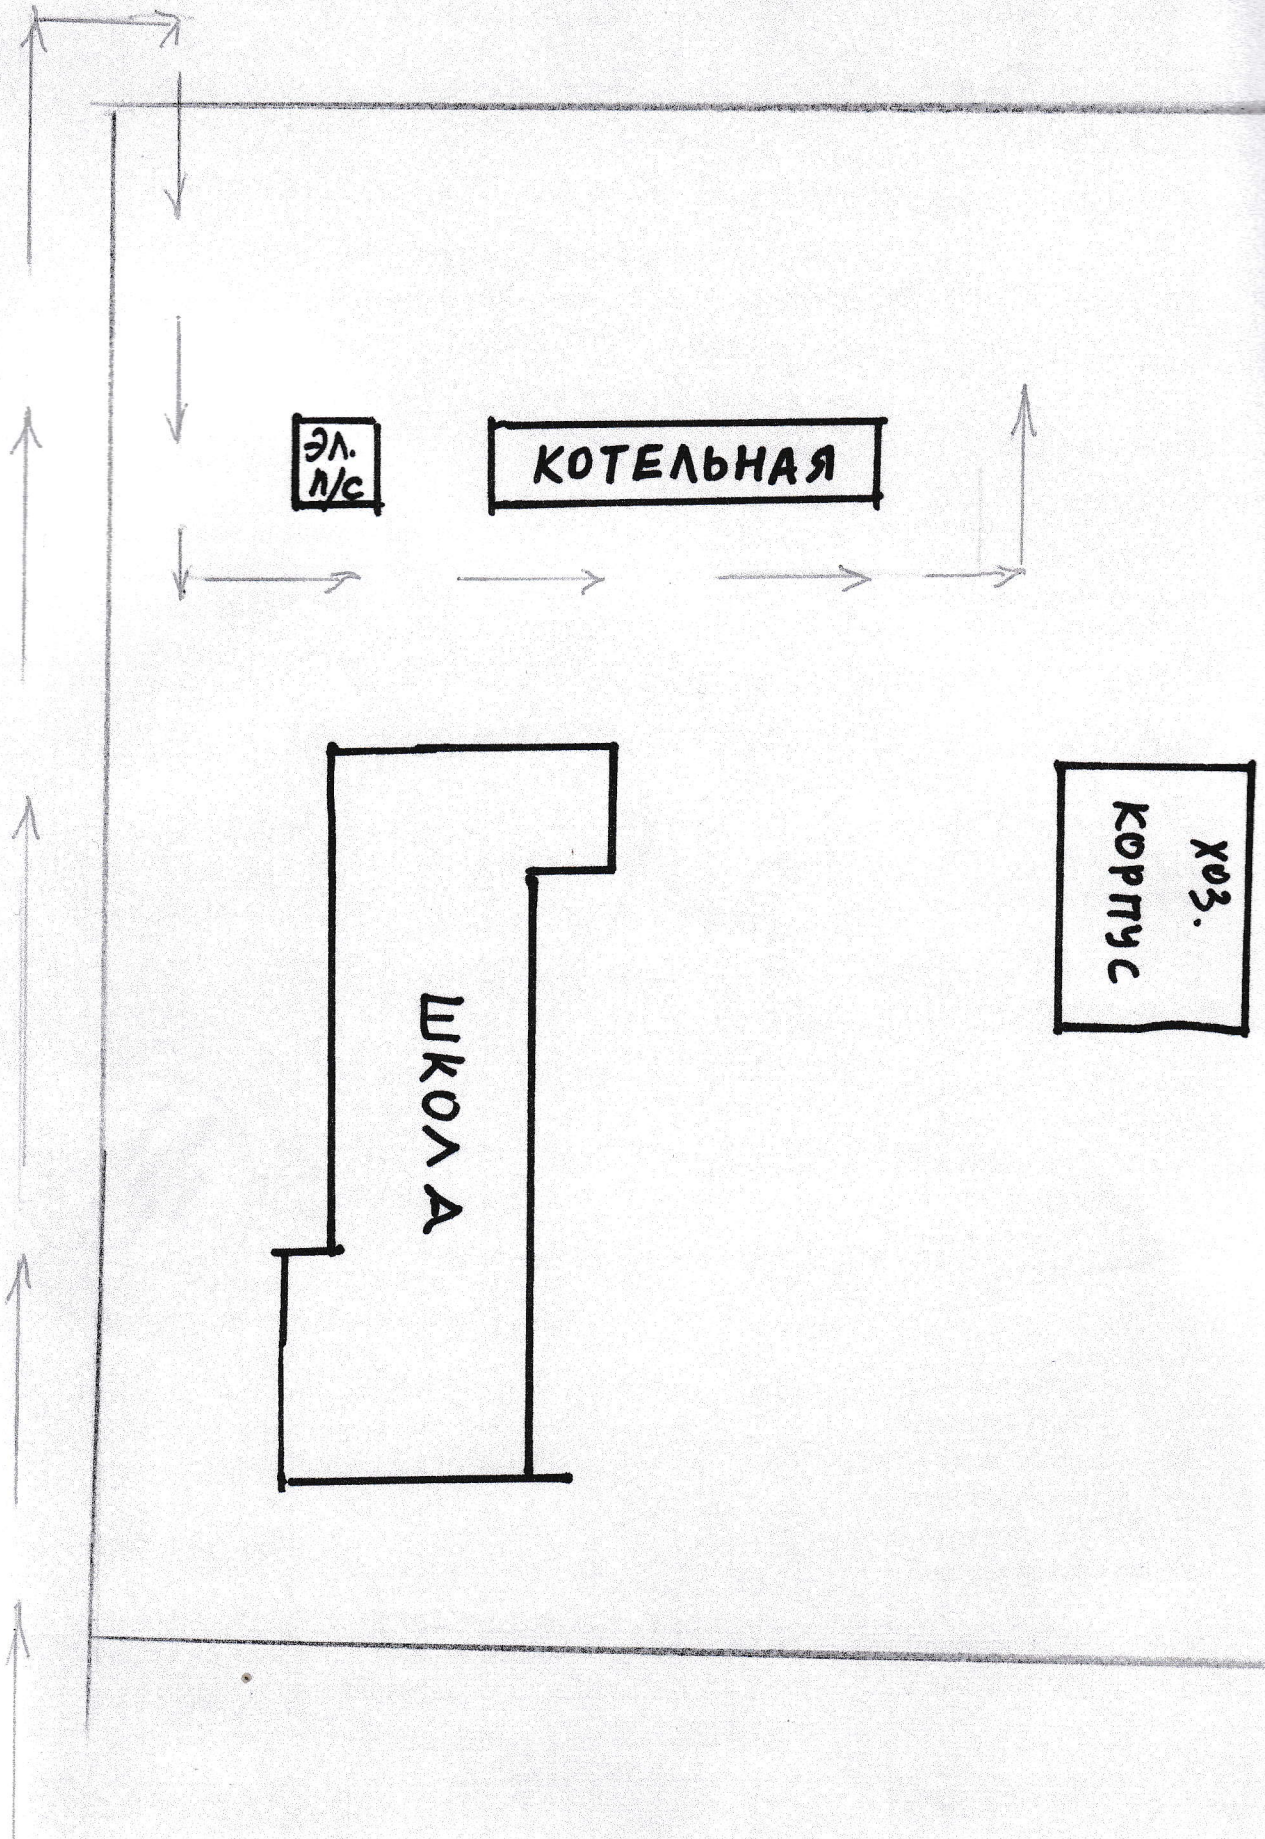 ЭЛ.
П/С
КОТЕЛЬНАЯ
ХОЗ.
КОРПУС
ШКОЛА